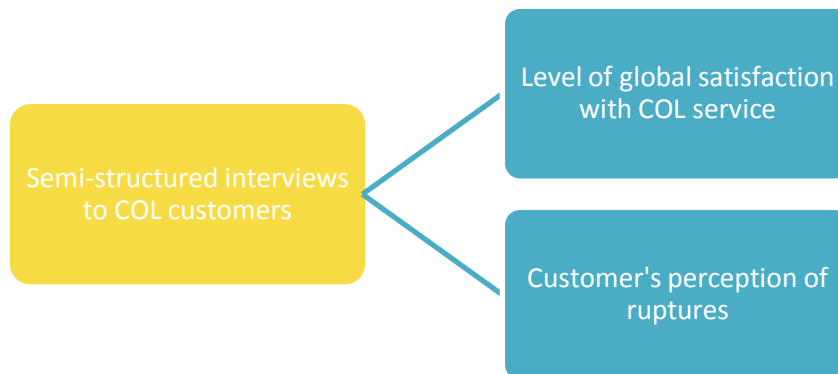 Semi-structured interviews
to COL customers
Level of global satisfaction
with COL service
Customer's perception of
ruptures